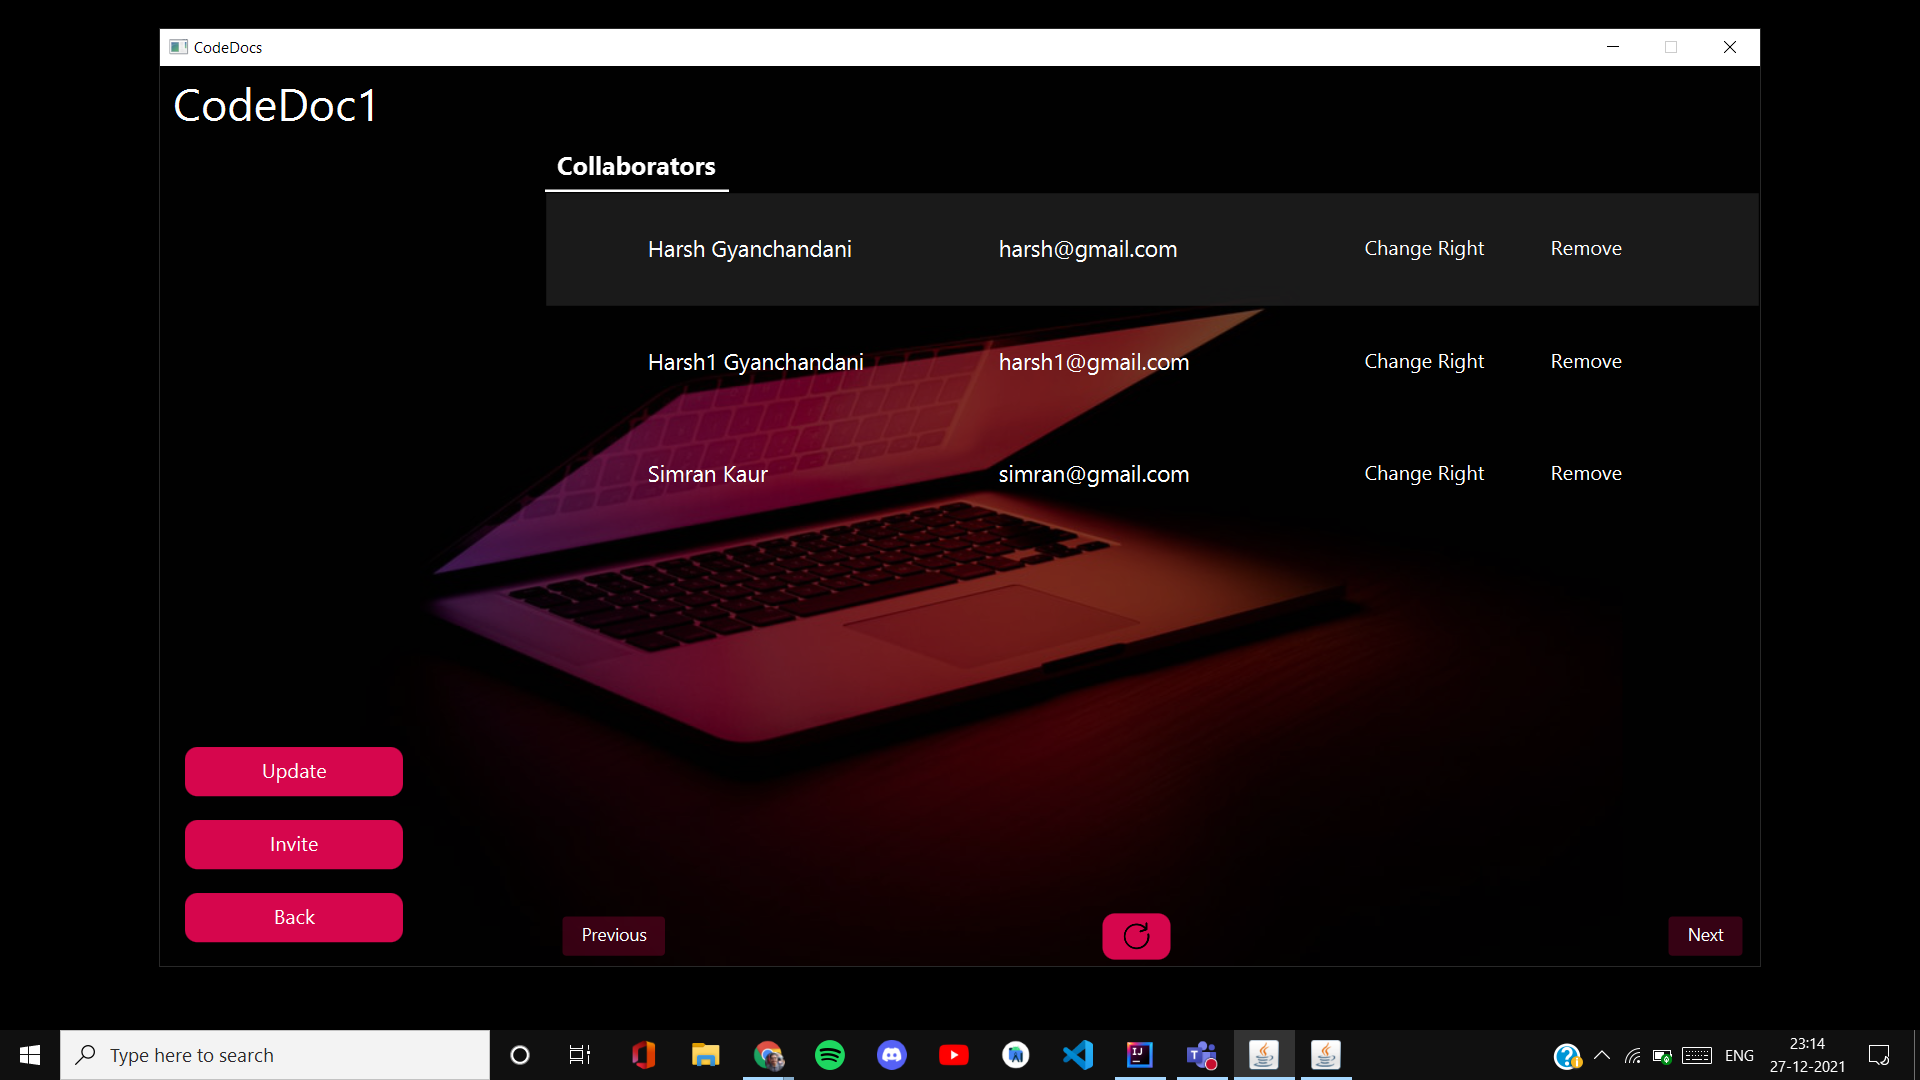 CodeDocs
CodeDoc1
Collaborators
Harsh Gyanchandani harsh@gmail.com Change Right Remove
Harsh1 Gyanchandani harsh1@gmail.com Change Right Remove
Simran Kaur simran@gmail.com Change Right Remove
Update
Invite
Back
Previous Next
Type here to search
ENG
23:14
27-12-2021